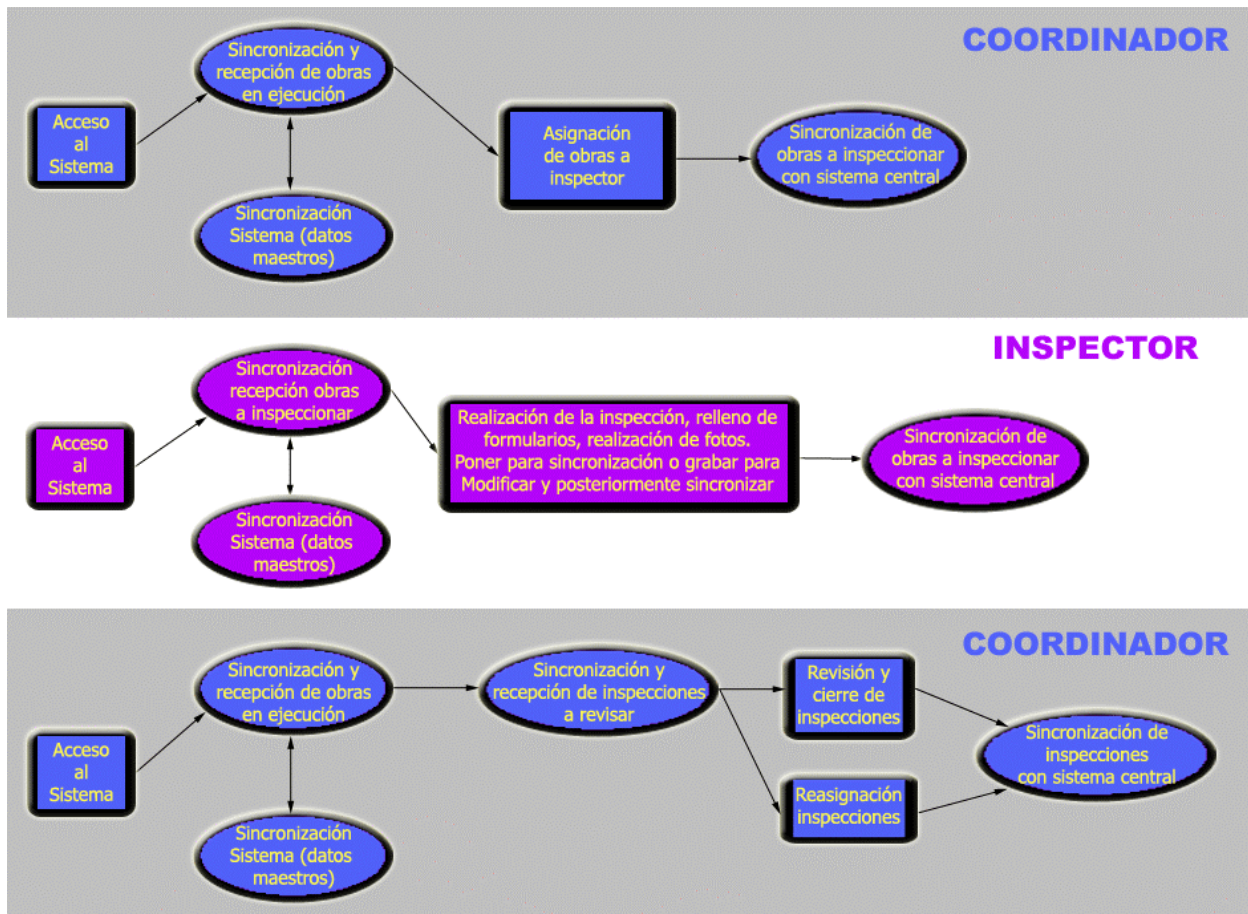 COORDINADOR
Sincronización y
recepción de obras
en ejecución
Acceso
al
Sistema
Asignación
de obras a
inspector
Sincronización de
obras a inspeccionar
con sistema central
Sincronización
Sistema (datos
maestros)
INSPECTOR
Sincronización
recepción obras
a inspeccionar
Acceso
al
Sistema
Realización de la inspección, relleno de
formularios, realización de fotos.
Poner para sincronización o grabar para
Modificar y posteriormente sincronizar
Sincronización de
obras a inspeccionar
con sistema central
Sincronización
Sistema (datos
maestros)
COORDINADOR
Sincronización y
recepción de obras
en ejecución
Sincronización y
recepción de inspecciones
a revisar
Revisión y
cierre de
inspecciones
Acceso
al
Sistema
Sincronización de
inspecciones
con sistema central
Reasignación
inspecciones
Sincronización
Sistema (datos
maestros)